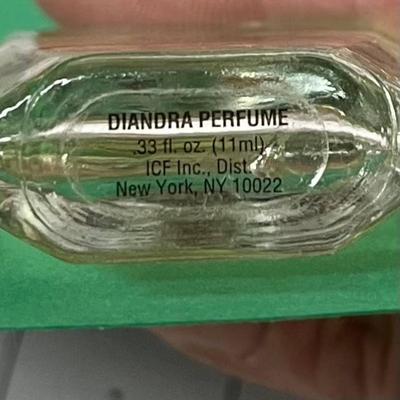 DIANDRA PERFUME
.33 fl. oz. (11ml)
ICF Inc., Dist.
New York, NY 10022